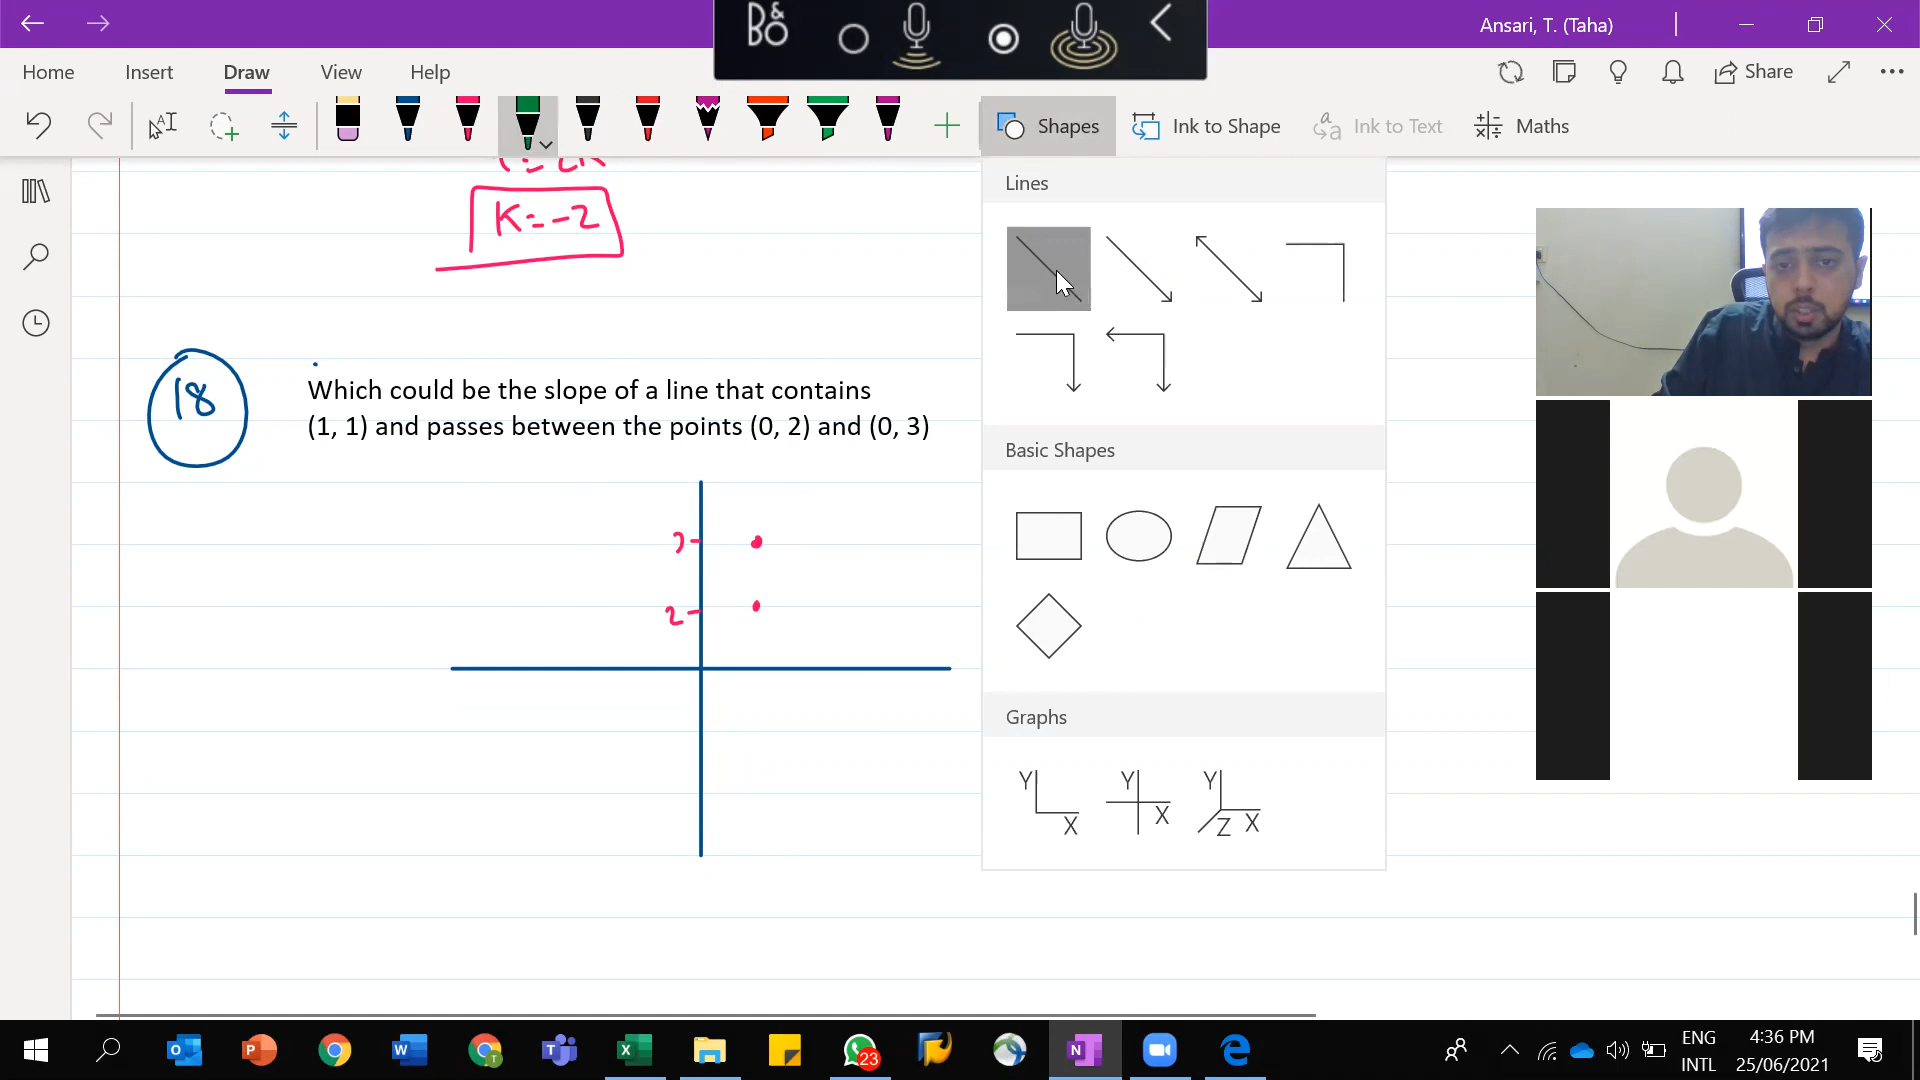 B&O
Ansari, T. (Taha)
Home Insert Draw View Help
Share
Shapes Ink to Shape Ink to Text Maths
Lines
K=-2
18
Which could be the slope of a line that contains
(1, 1) and passes between the points (0, 2) and (0, 3)
Basic Shapes
2
Graphs
Y X Y X Y Z X
23
ENG
INTL
4:36 PM
25/06/2021